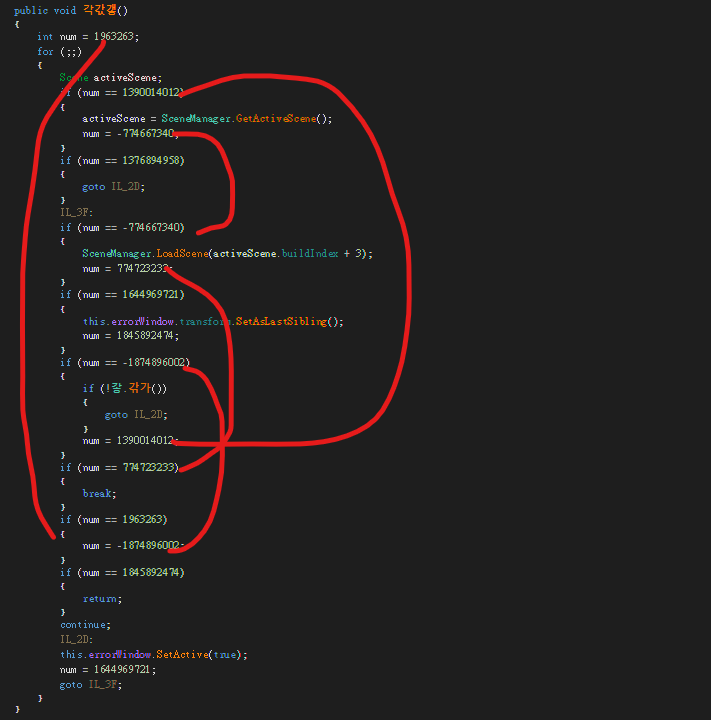 public void 각값갱()
{
int num = 1963263;
for (;;)
{
Scene activeScene;
if (num == 1390014012)
{
activeScene = SceneManager.GetActiveScene();
num = -774667340;
}
if (num == 1376894958)
{
goto IL_2D;
}
IL_3F:
if (num == -774667340)
{
SceneManager.LoadScene(activeScene.buildIndex + 3);
num = 774723233;
}
if (num == 1644969721)
{
this.errorWindow.transform.SetAsLastSibling();
num = 1845892474;
}
if (num == -1874896002)
{
if (!갛.갂가())
{
goto IL_2D;
}
num = 1390014012;
}
if (num == 774723233)
{
break;
}
if (num == 1963263)
{
num = -1874896002;
}
if (num == 1845892474)
{
return;
}
continue;
IL_2D:
this.errorWindow.SetActive(true);
num = 1644969721;
goto IL_3F;
}
}